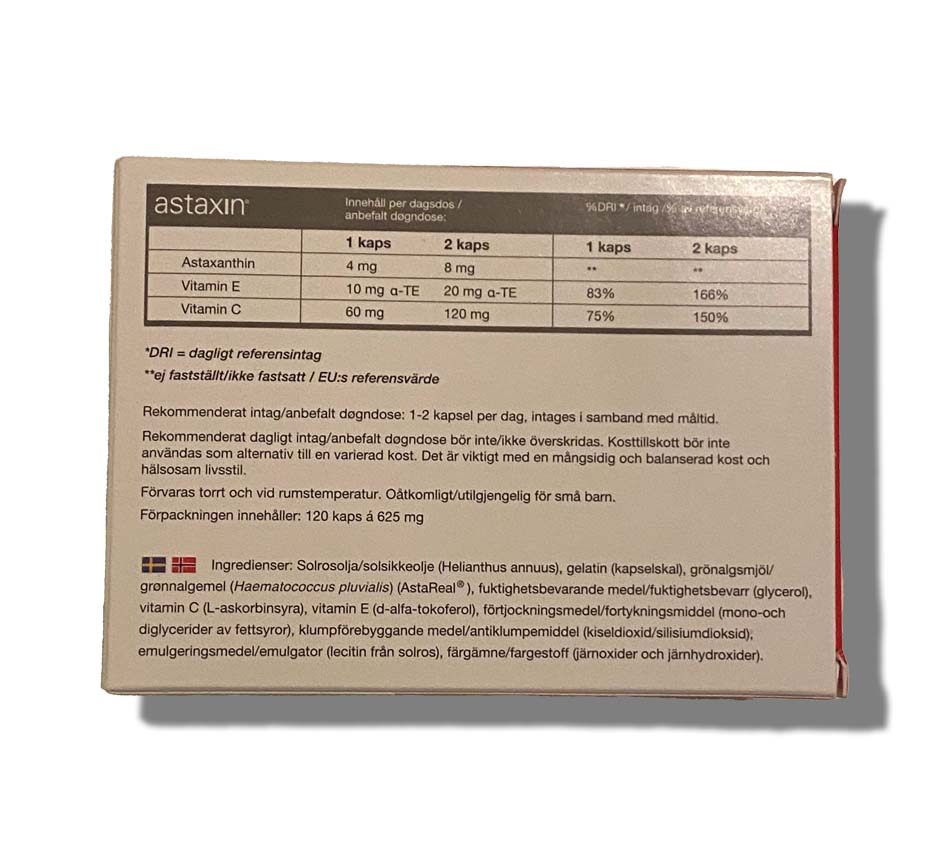 astaxın® Innehåll per dagsdos / %DRI */ intag /% av
anbefalt døgndose:
1 kaps 2 kaps 1 kaps 2 kaps
Astaxanthin 4 mg 8 mg ** **
Vitamin E 10 mg α-TE 20 mg α-TE 83% 166%
Vitamin C 60 mg 120 mg 75% 150%
*DRI = dagligt referensintag
**ej fastställt/ikke fastsatt / EU:s referensvärde
Rekommenderat intag/anbefalt døgndose: 1-2 kapsel per dag, intages i samband med måltid.
Rekommenderat dagligt intag/anbefalt døgndose bör inte/ikke överskridas. Kosttillskott bör inte
användas som alternativ till en varierad kost. Det är viktigt med en mångsidig och balanserad kost och
hälsosam livsstil.
Förvaras torrt och vid rumstemperatur. Oåtkomligt/utilgjengelig för små barn.
Förpackningen innehåller: 120 kaps á 625 mg
Ingredienser: Solrosolja/solsikkeolje (Helianthus annuus), gelatin (kapselskal), grönalgsmjöl/
grønnalgemel (Haematococcus pluvialis) (AstaReal®), fuktighetsbevarande medel/fuktighetsbevarr (glycerol),
vitamin C (L-askorbinsyra), vitamin E (d-alfa-tokoferol), förtjockningsmedel/fortykningsmiddel (mono-och
diglycerider av fettsyror), klumpförebyggande medel/antiklumpemiddel (kiseldioxid/silisiumdioksid),
emulgeringsmedel/emulgator (lecitin från solros), färgämne/fargestoff (järnoxider och järnhydroxider).